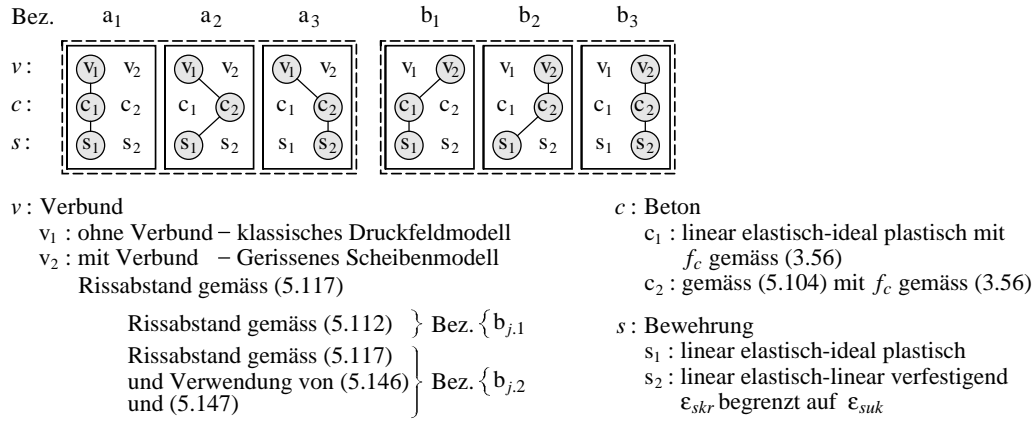 Bez. a1 a2 a3 b1 b2 b3
v : v1 v2 v1 v2 v1 v2 v1 v2 v1 v2 v1 v2
c : c1 c2 c1 c2 c1 c2 c1 c2 c1 c2 c1 c2
s : s1 s2 s1 s2 s1 s2 s1 s2 s1 s2 s1 s2
v : Verbund
v1 : ohne Verbund – klassisches Druckfeldmodell
v2 : mit Verbund – Gerissenes Scheibenmodell
Rissabstand gemäss (5.117)
Rissabstand gemäss (5.112) } Bez. { bj.1
Rissabstand gemäss (5.117)
und Verwendung von (5.146) } Bez. { bj.2
und (5.147)
c : Beton
c1 : linear elastisch-ideal plastisch mit
fc gemäss (3.56)
c2 : gemäss (5.104) mit fc gemäss (3.56)
s : Bewehrung
s1 : linear elastisch-ideal plastisch
s2 : linear elastisch-linear verfestigend
εskr begrenzt auf εsuk